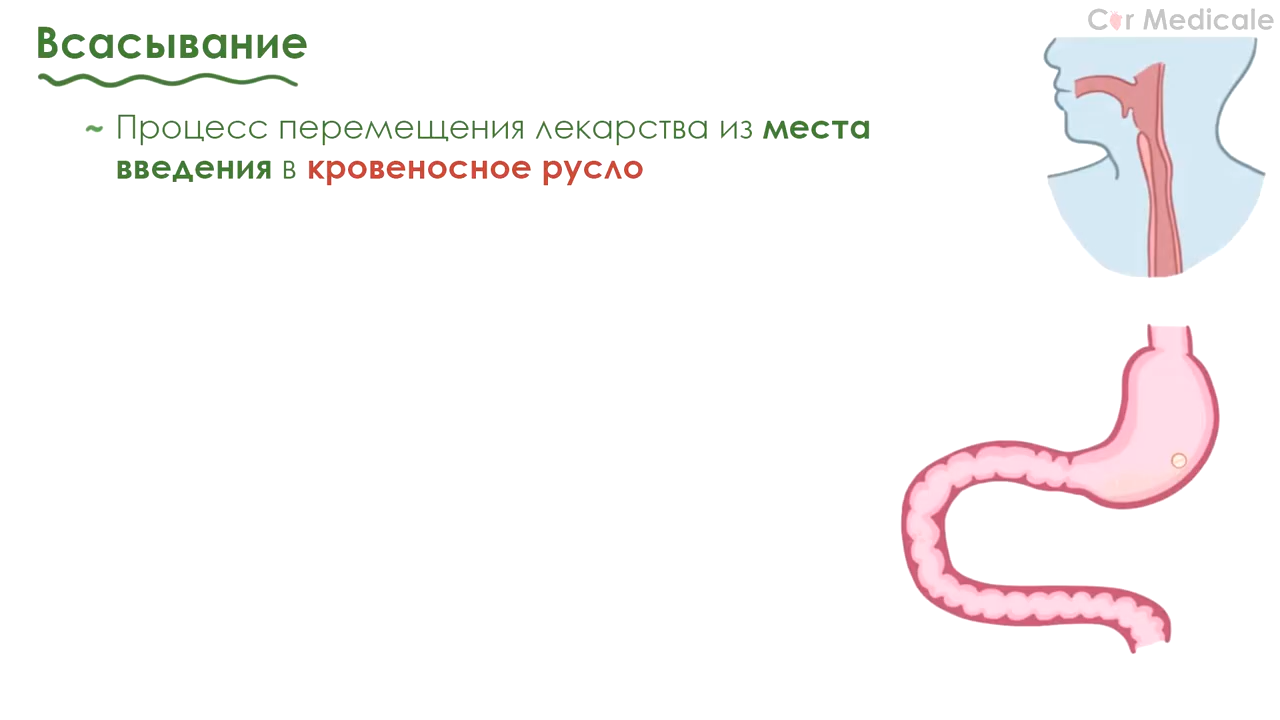 Cor Medicale
Всасывание
~ Процесс перемещения лекарства из места
введения в кровеносное русло